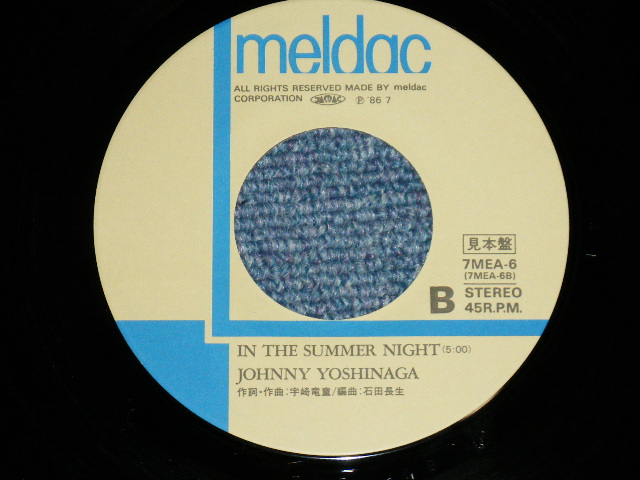 meldac
ALL RIGHTS RESERVED MADE BY meldac
CORPORATION JASRAC Ⓟ '86 7
見本盤
7MEA-6
(7MEA-6B)
B STEREO
45R.P.M.
IN THE SUMMER NIGHT (5:00)
JOHNNY YOSHINAGA
作詞・作曲:宇崎竜童/編曲:石田長生